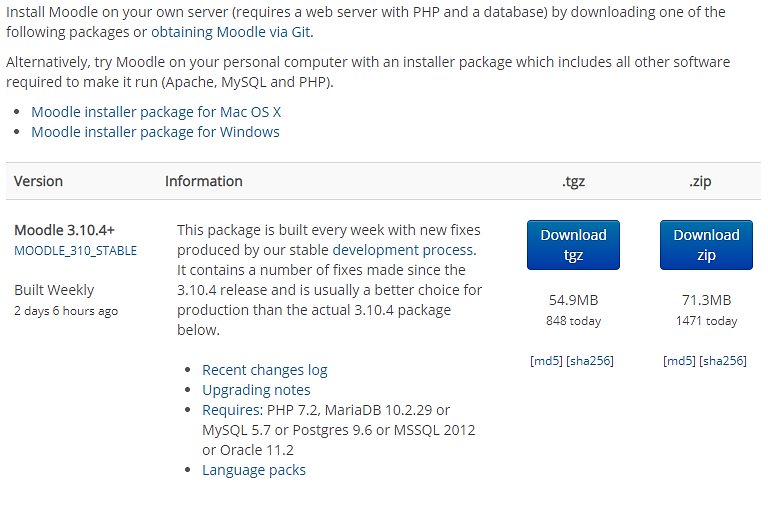 Install Moodle on your own server (requires a web server with PHP and a database) by downloading one of the
following packages or obtaining Moodle via Git.
Alternatively, try Moodle on your personal computer with an installer package which includes all other software
required to make it run (Apache, MySQL and PHP).
Moodle installer package for Mac OS X
Moodle installer package for Windows
Version Information .tgz .zip
Moodle 3.10.4+
MOODLE_310_STABLE
Built Weekly
2 days 6 hours ago
This package is built every week with new fixes
produced by our stable development process.
It contains a number of fixes made since the
3.10.4 release and is usually a better choice for
production than the actual 3.10.4 package
below.
Recent changes log
Upgrading notes
Requires: PHP 7.2, MariaDB 10.2.29 or
MySQL 5.7 or Postgres 9.6 or MSSQL 2012
or Oracle 11.2
Language packs
Download
tgz
54.9MB
848 today
[md5] [sha256]
Download
zip
71.3MB
1471 today
[md5] [sha256]